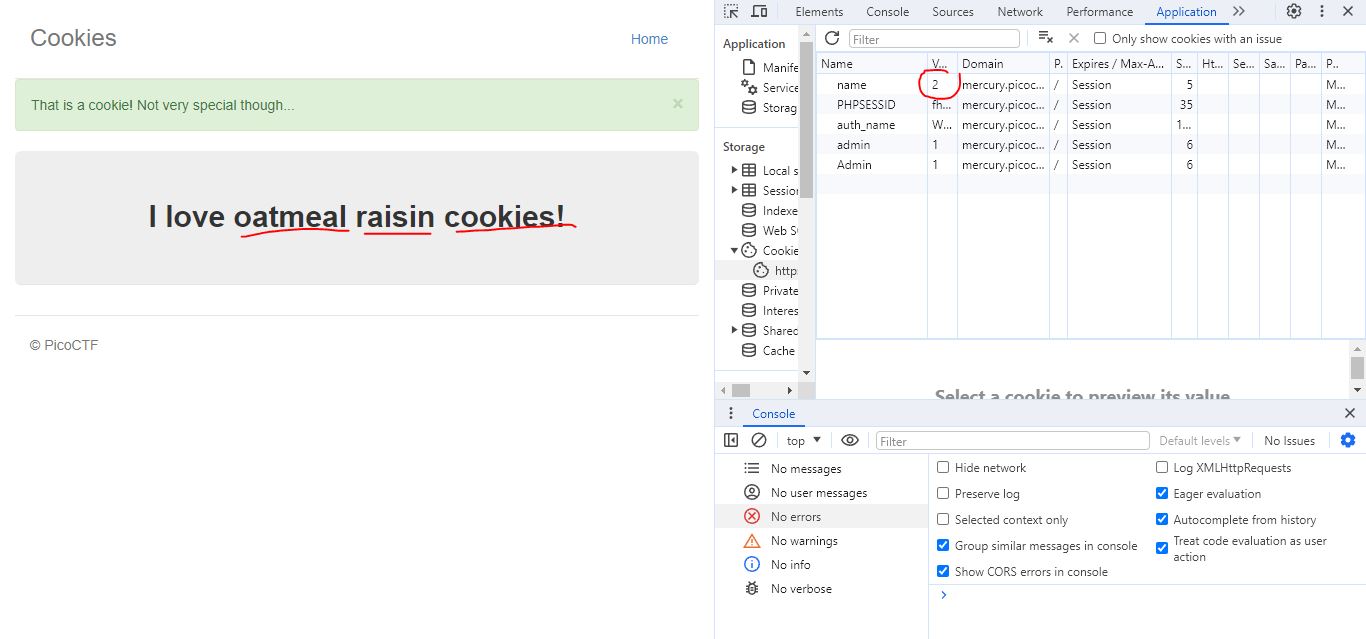 Cookies
Home
That is a cookie! Not very special though...
×
I love oatmeal raisin cookies!
© PicoCTF
Elements Console Sources Network Performance Application
Application
Manife
Service
Storag
Storage
Local s
Session
Indexe
Web S
Cookie
http
Private
Interes
Shared
Cache
Filter
Only show cookies with an issue
Name V... Domain P. Expires / Max-A... S... Ht... Se... Sa... Pa... P..
name 2 mercury.picoc... / Session 5 M...
PHPSESSID fh... mercury.picoc... / Session 35 M...
auth_name W... mercury.picoc... / Session 1... M...
admin 1 mercury.picoc... / Session 6 M...
Admin 1 mercury.picoc... / Session 6 M...
Select a cookie to preview its value
Console
top Filter Default levels No Issues
No messages
No user messages
No errors
No warnings
No info
No verbose
Hide network
Preserve log
Selected context only
Group similar messages in console
Show CORS errors in console
Log XMLHttpRequests
Eager evaluation
Autocomplete from history
Treat code evaluation as user
action